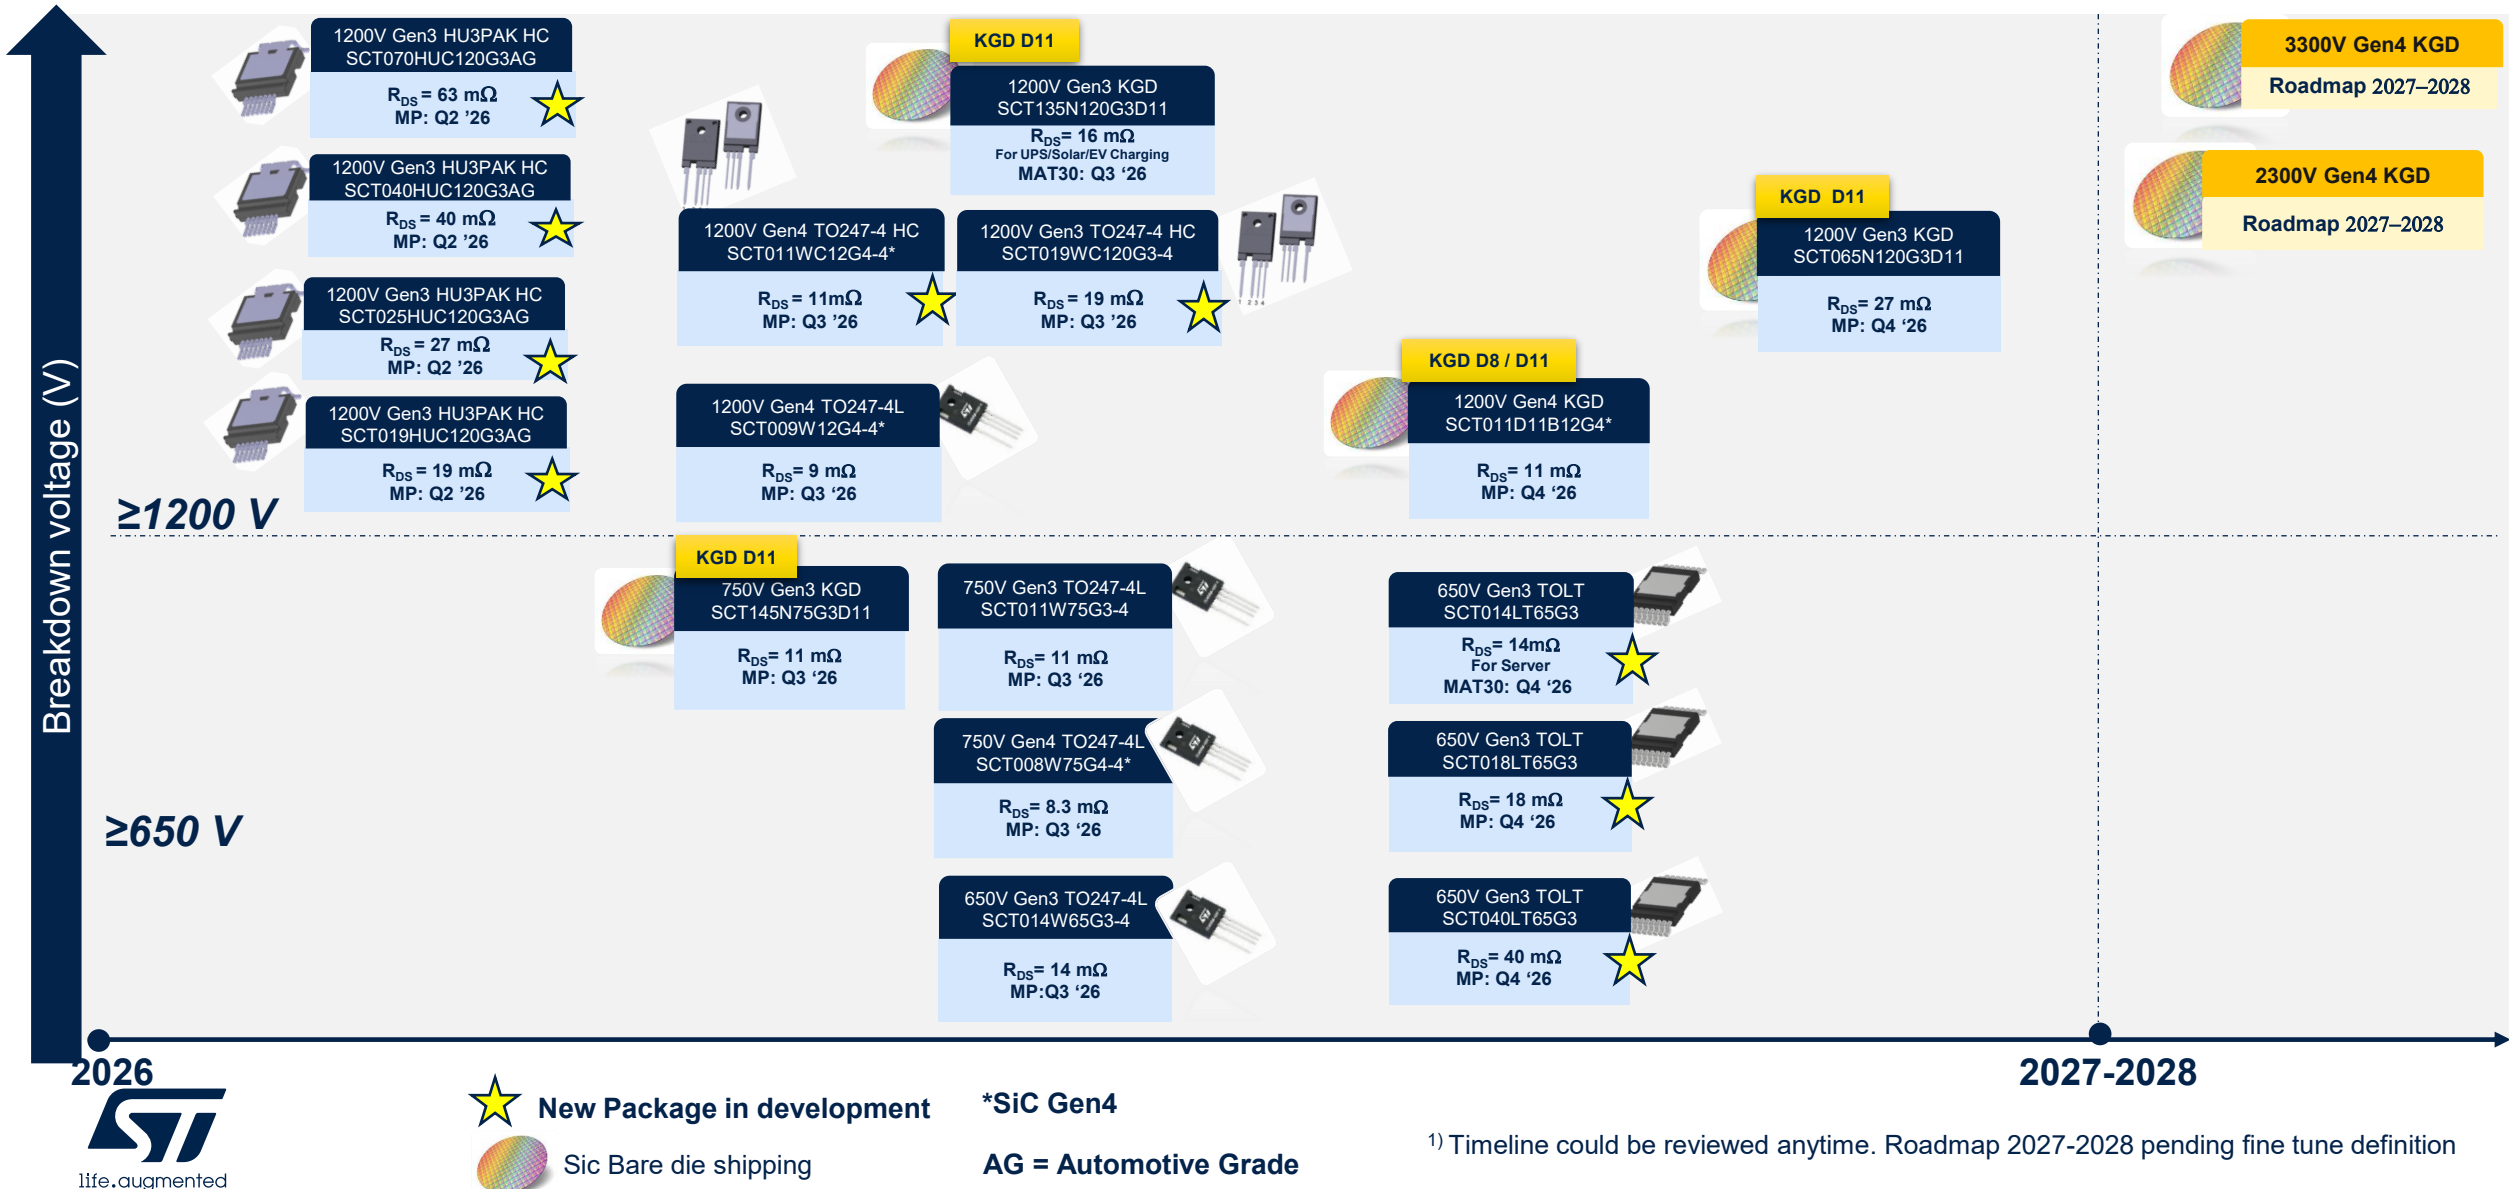 1200V Gen3 HU3PAK HC
SCT070HUC120G3AG
RDS = 63 mΩ
MP: Q2 '26
1200V Gen3 HU3PAK HC
SCT040HUC120G3AG
RDS = 40 mΩ
MP: Q2 '26
1200V Gen3 HU3PAK HC
SCT025HUC120G3AG
RDS = 27 mΩ
MP: Q2 '26
1200V Gen3 HU3PAK HC
SCT019HUC120G3AG
RDS = 19 mΩ
MP: Q2 '26
KGD D11
1200V Gen3 KGD
SCT135N120G3D11
RDS= 16 mΩ
For UPS/Solar/EV Charging
MAT30: Q3 '26
1200V Gen4 TO247-4 HC
SCT011WC12G4-4*
RDS = 11mΩ
MP: Q3 '26
1200V Gen3 TO247-4 HC
SCT019WC120G3-4
RDS = 19 mΩ
MP: Q3 '26
1 2 3 4
1200V Gen4 TO247-4L
SCT009W12G4-4*
RDS= 9 mΩ
MP: Q3 '26
KGD D8 / D11
1200V Gen4 KGD
SCT011D11B12G4*
RDS= 11 mΩ
MP: Q4 '26
KGD D11
1200V Gen3 KGD
SCT065N120G3D11
RDS= 27 mΩ
MP: Q4 '26
3300V Gen4 KGD
Roadmap 2027–2028
2300V Gen4 KGD
Roadmap 2027–2028
Breakdown voltage (V)
≥1200 V
≥650 V
KGD D11
750V Gen3 KGD
SCT145N75G3D11
RDS= 11 mΩ
MP: Q3 '26
750V Gen3 TO247-4L
SCT011W75G3-4
RDS= 11 mΩ
MP: Q3 '26
750V Gen4 TO247-4L
SCT008W75G4-4*
RDS= 8.3 mΩ
MP: Q3 '26
650V Gen3 TO247-4L
SCT014W65G3-4
RDS= 14 mΩ
MP:Q3 '26
650V Gen3 TOLT
SCT014LT65G3
RDS= 14mΩ
For Server
MAT30: Q4 '26
650V Gen3 TOLT
SCT018LT65G3
RDS= 18 mΩ
MP: Q4 '26
650V Gen3 TOLT
SCT040LT65G3
RDS= 40 mΩ
MP: Q4 '26
2026
2027-2028
ST
life.augmented
New Package in development
Sic Bare die shipping
*SiC Gen4
AG = Automotive Grade
1) Timeline could be reviewed anytime. Roadmap 2027-2028 pending fine tune definition